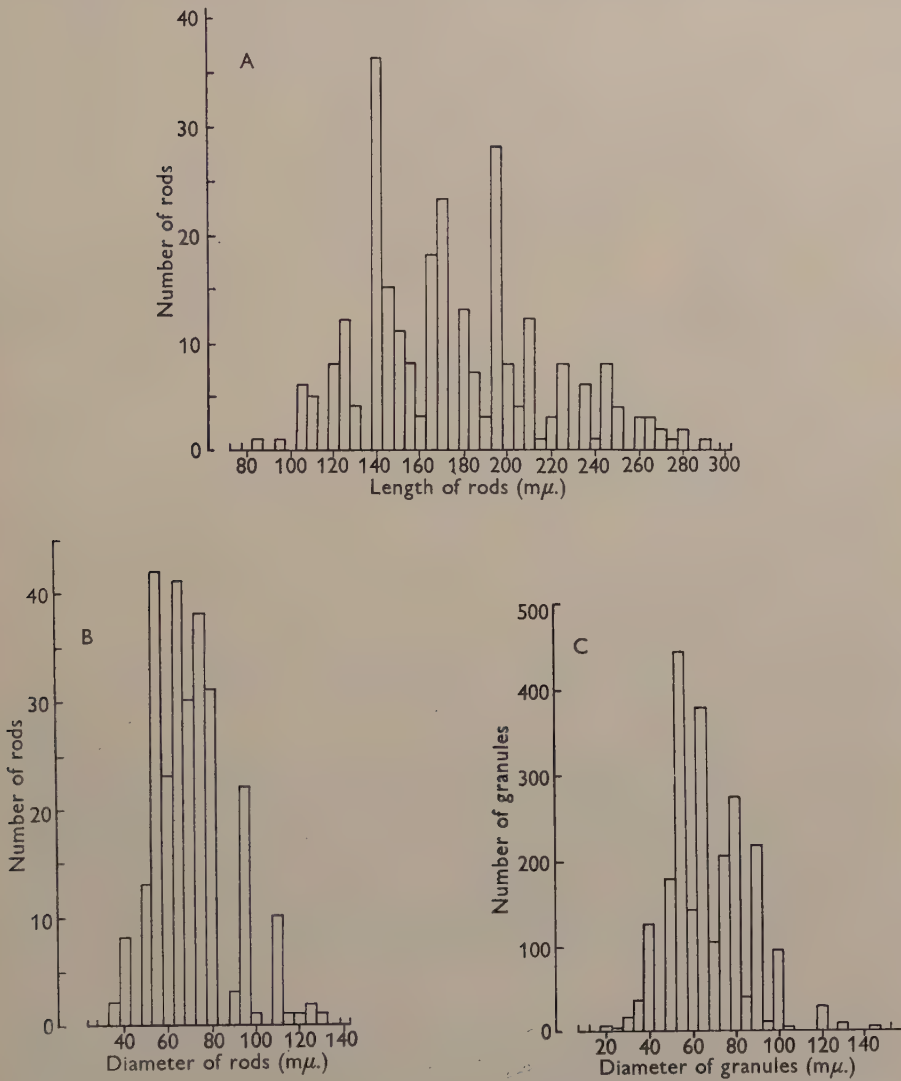 40
A
30
20
10
0
Number of rods
80 100 120 140 160 180 200 220 240 260 280 300
Length of rods (mμ.)
40
B
30
20
10
0
Number of rods
40 60 80 100 120 140
Diameter of rods (mμ.)
500
C
400
300
200
100
0
Number of granules
20 40 60 80 100 120 140
Diameter of granules (mμ.)